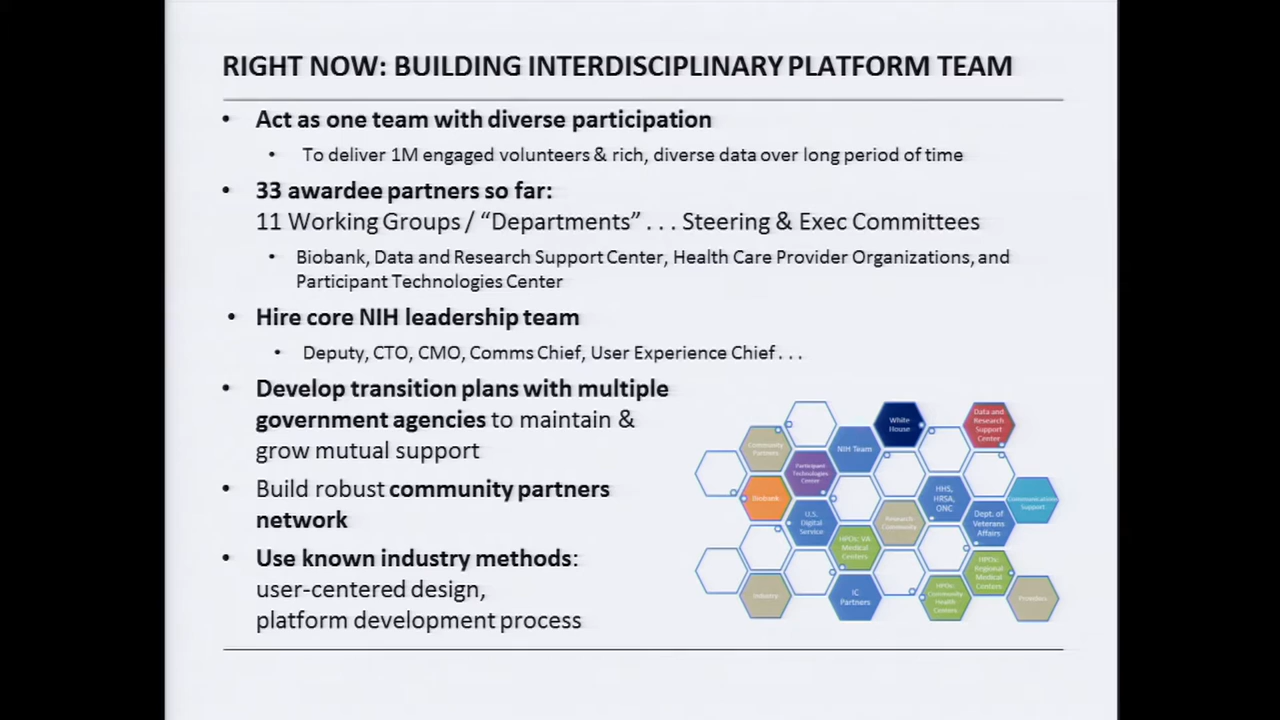 RIGHT NOW: BUILDING INTERDISCIPLINARY PLATFORM TEAM
• Act as one team with diverse participation
• To deliver 1M engaged volunteers & rich, diverse data over long period of time
• 33 awardee partners so far:
11 Working Groups / “Departments” . . . Steering & Exec Committees
• Biobank, Data and Research Support Center, Health Care Provider Organizations, and
Participant Technologies Center
• Hire core NIH leadership team
• Deputy, CTO, CMO, Comms Chief, User Experience Chief . . .
• Develop transition plans with multiple
government agencies to maintain &
grow mutual support
• Build robust community partners
network
• Use known industry methods:
user-centered design,
platform development process
White
House
Data and
Research
Support
Center
Community
Partners
NIH Team
Participant
Technologies
Center
Biobank
HHS,
HRSA,
ONC
Communications
Support
U.S.
Digital
Service
Research
Community
Dept. of
Veterans
Affairs
HPOs: VA
Medical
Centers
HPOs:
Regional
Medical
Centers
Industry
IC
Partners
HPOs:
Community
Health
Centers
Providers